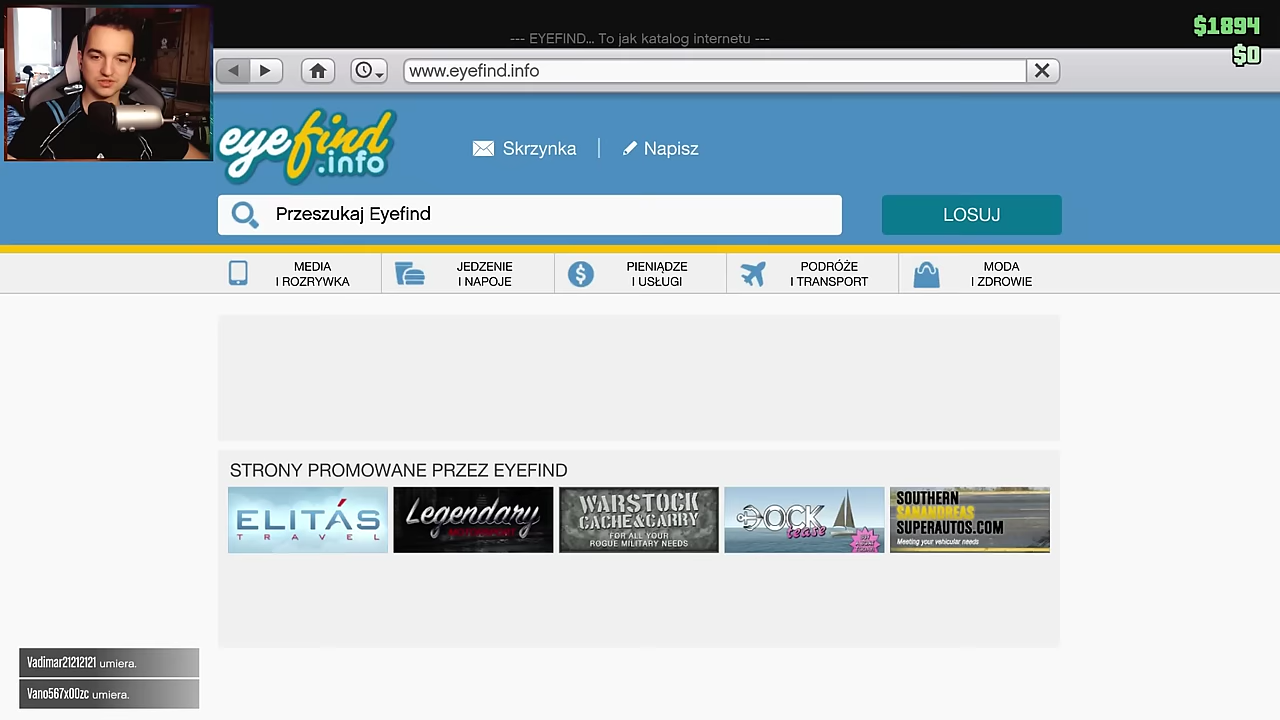 $1894
--- EYEFIND... To jak katalog internetu ---
$0
www.eyefind.info
eyefind
.info
Skrzynka
Napisz
Przeszukaj Eyefind
LOSUJ
MEDIA
I ROZRYWKA
JEDZENIE
I NAPOJE
PIENIĄDZE
I USŁUGI
PODRÓŻE
I TRANSPORT
MODA
I ZDROWIE
STRONY PROMOWANE PRZEZ EYEFIND
ELITÁS
TRAVEL
Legendary
MOTORSPORT
WARSTOCK
CACHE&CARRY
FOR ALL YOUR
ROGUE MILITARY NEEDS
DOCK
tease
SOUTHERN
SANANDREAS
SUPERAUTOS.COM
Meeting your vehicular needs
Vadimar21212121 umiera.
Vano567x00zc umiera.